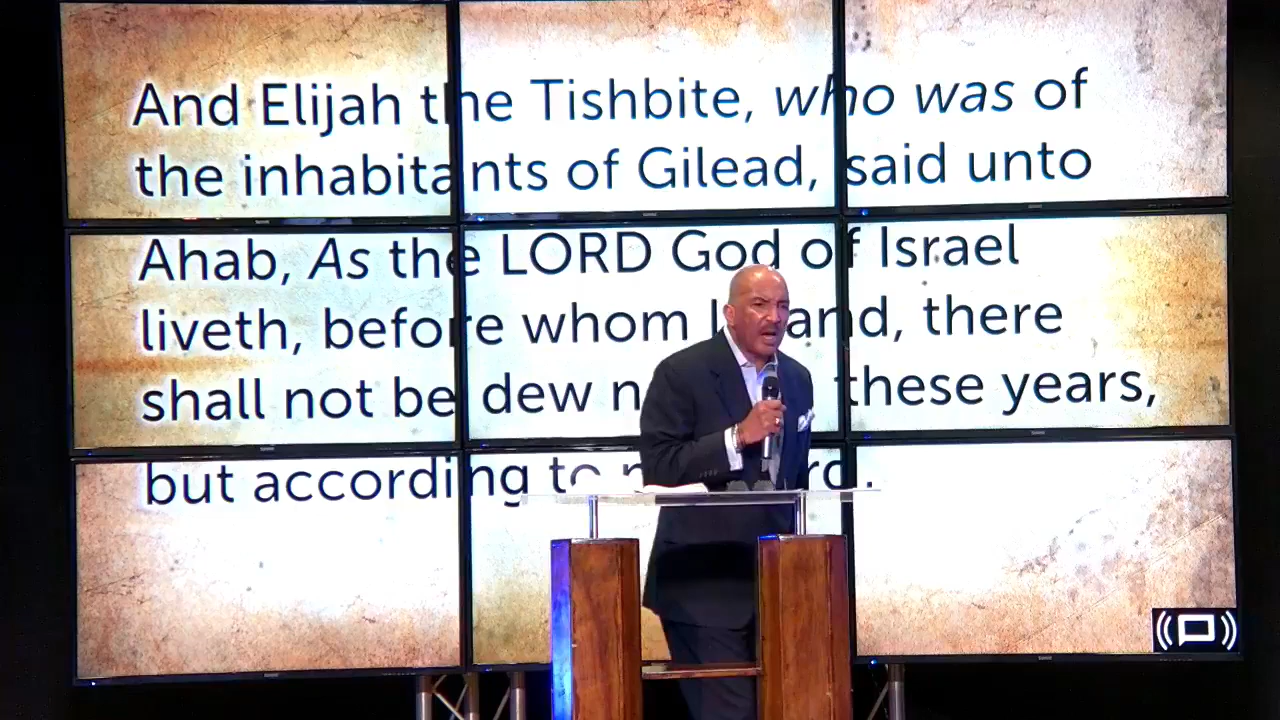 And Elijah the Tishbite, who was of
the inhabitants of Gilead, said unto
Ahab, As the LORD God of Israel
liveth, before whom I and, there
shall not be dew these years,
but according to